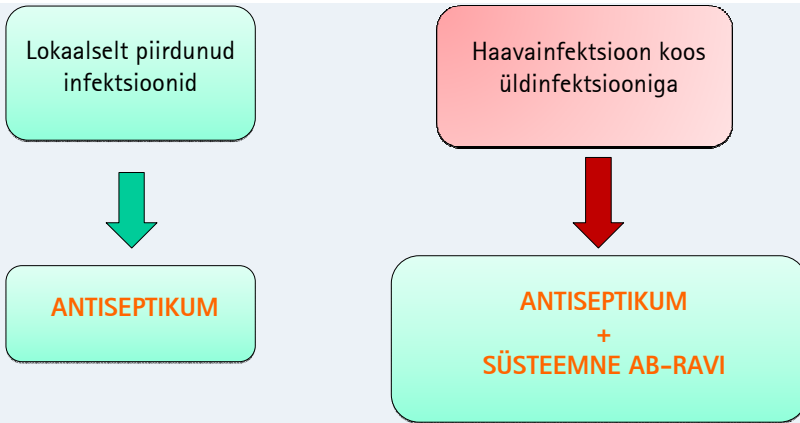 Lokaalselt piirdunud
infektsioonid
ANTISEPTIKUM
Haavainfektsioon koos
üldinfektsiooniga
ANTISEPTIKUM
+
SÜSTEEMNE AB-RAVI